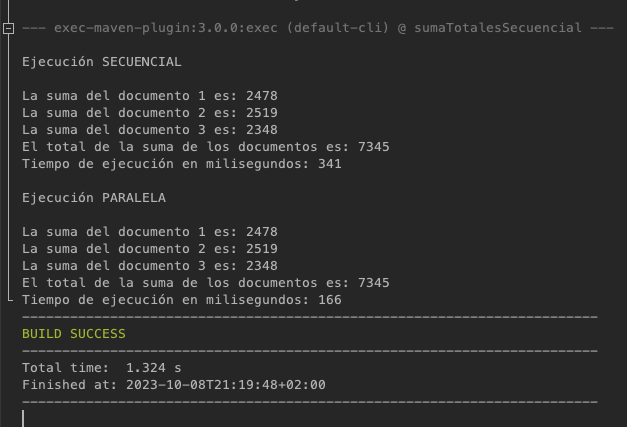 --- exec-maven-plugin:3.0.0:exec (default-cli) @ sumaTotalesSecuencial ---
Ejecución SECUENCIAL
La suma del documento 1 es: 2478
La suma del documento 2 es: 2519
La suma del documento 3 es: 2348
El total de la suma de los documentos es: 7345
Tiempo de ejecución en milisegundos: 341
Ejecución PARALELA
La suma del documento 1 es: 2478
La suma del documento 2 es: 2519
La suma del documento 3 es: 2348
El total de la suma de los documentos es: 7345
Tiempo de ejecución en milisegundos: 166
------------------------------------------------------------------------
BUILD SUCCESS
------------------------------------------------------------------------
Total time:  1.324 s
Finished at: 2023-10-08T21:19:48+02:00
------------------------------------------------------------------------